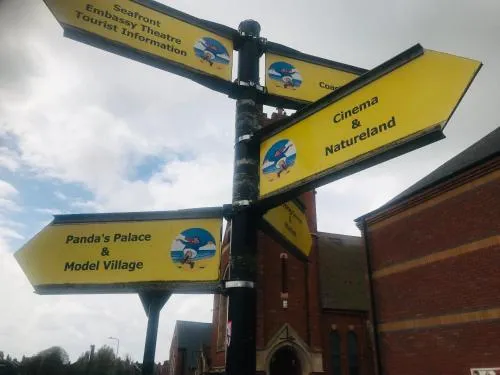 Seafront
Embassy Theatre
Tourist Information
Cinema
&
Natureland
Panda's Palace
&
Model Village